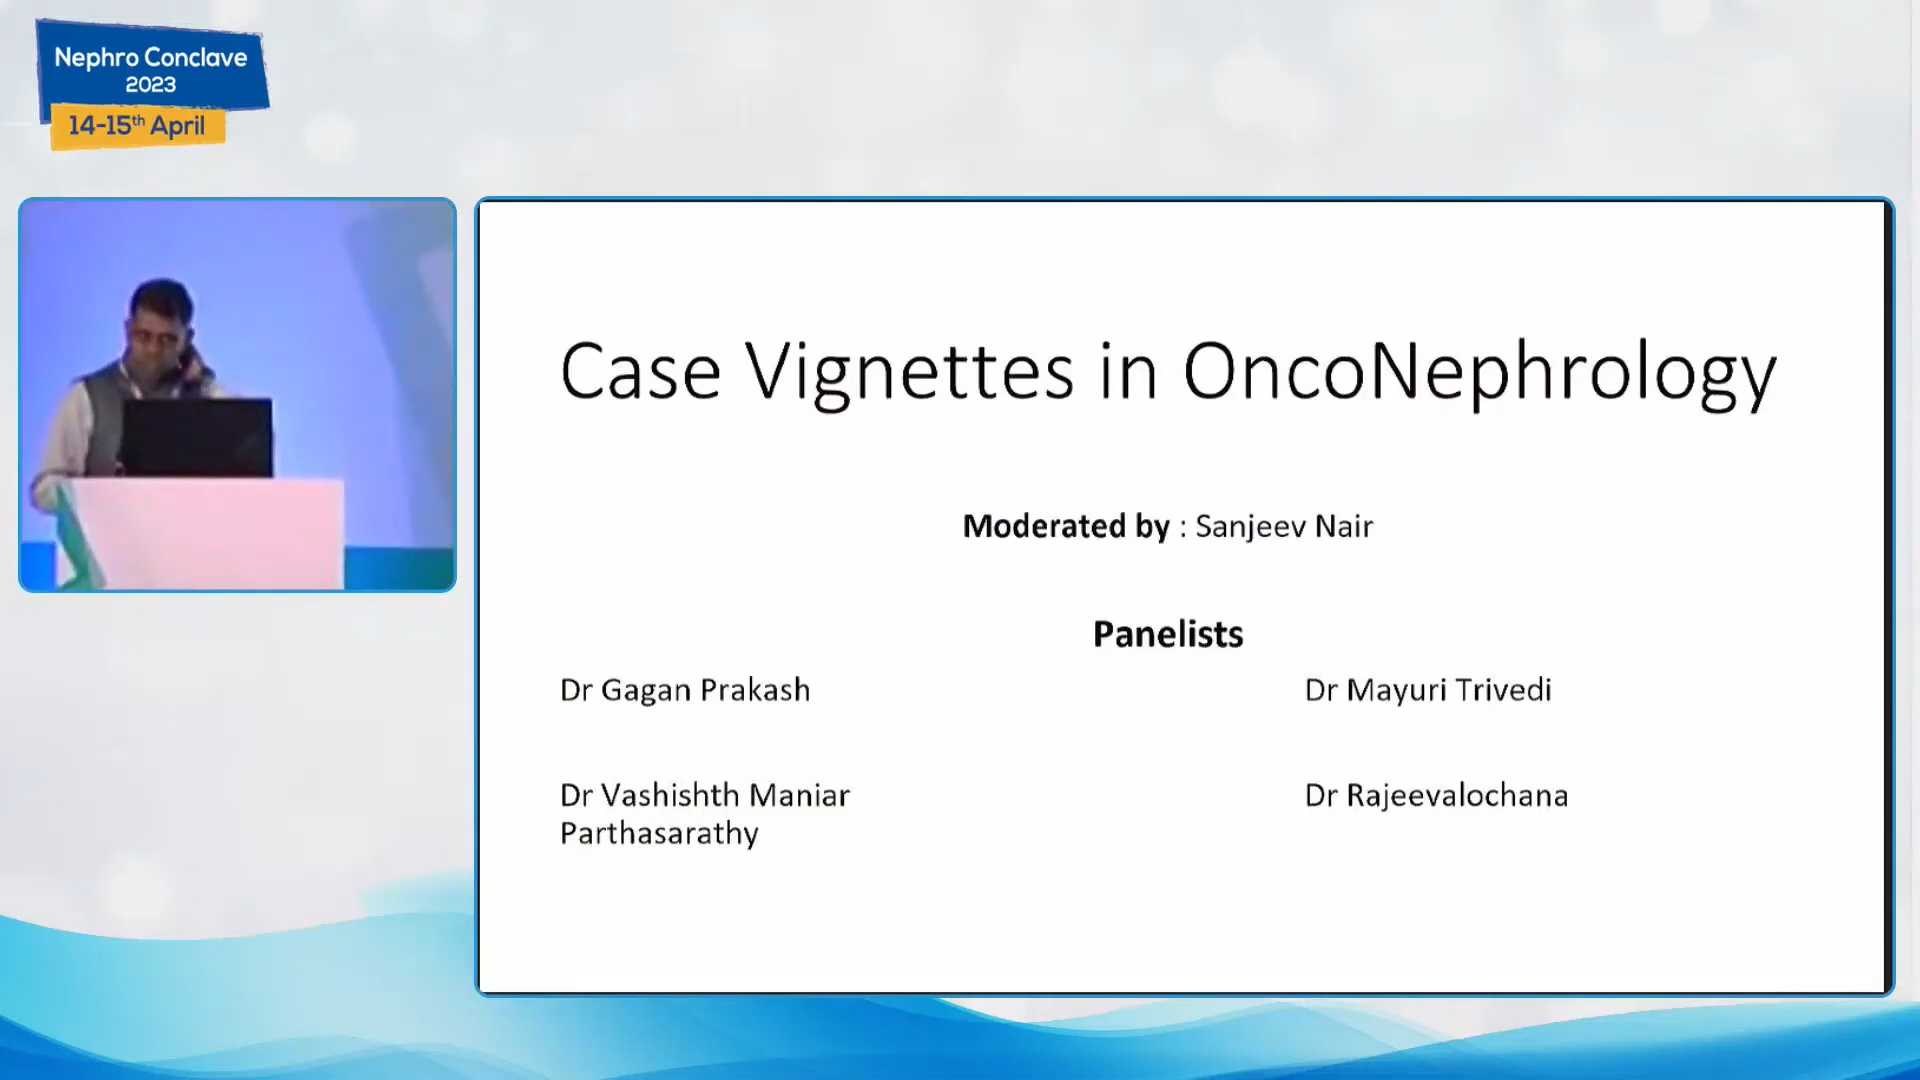 Nephro Conclave
2023
14-15th April
Case Vignettes in OncoNephrology
Moderated by : Sanjeev Nair
Panelists
Dr Gagan Prakash Dr Mayuri Trivedi
Dr Vashishth Maniar Dr Rajeevalochana
Parthasarathy